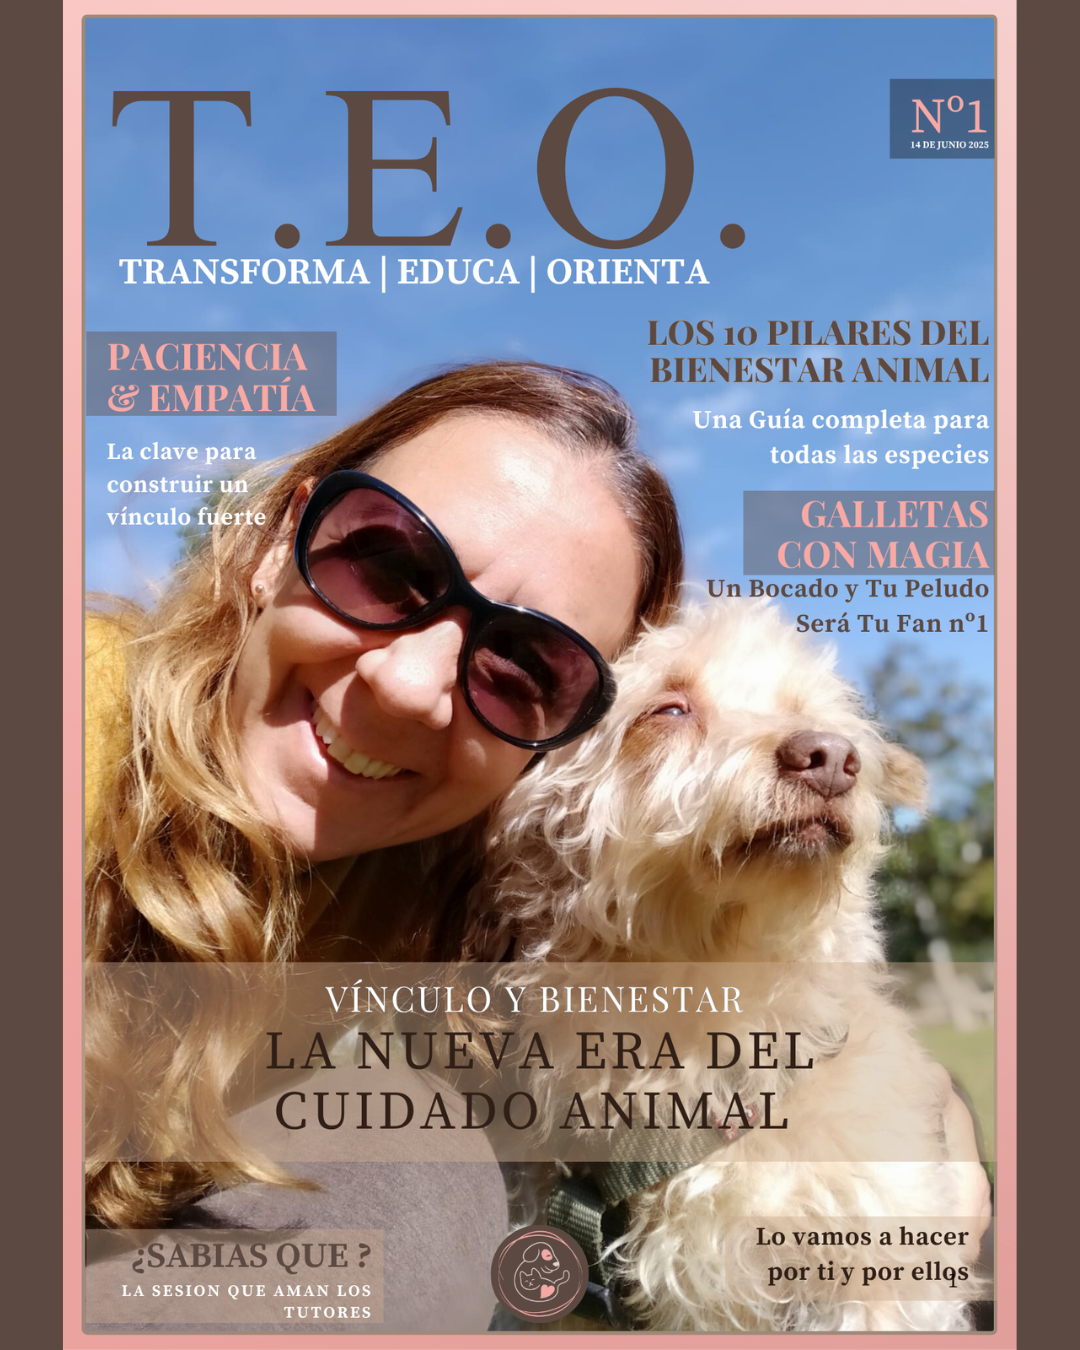 T.E.O.
Nº1
14 DE JUNIO 2025
TRANSFORMA | EDUCA | ORIENTA
PACIENCIA
& EMPATÍA
La clave para
construir un
vínculo fuerte
LOS 10 PILARES DEL
BIENESTAR ANIMAL
Una Guía completa para
todas las especies
GALLETAS
CON MAGIA
Un Bocado y Tu Peludo
Será Tu Fan nº1
VÍNCULO Y BIENESTAR
LA NUEVA ERA DEL
CUIDADO ANIMAL
¿SABIAS QUE ?
LA SESION QUE AMAN LOS
TUTORES
Lo vamos a hacer
por ti y por ellos
1